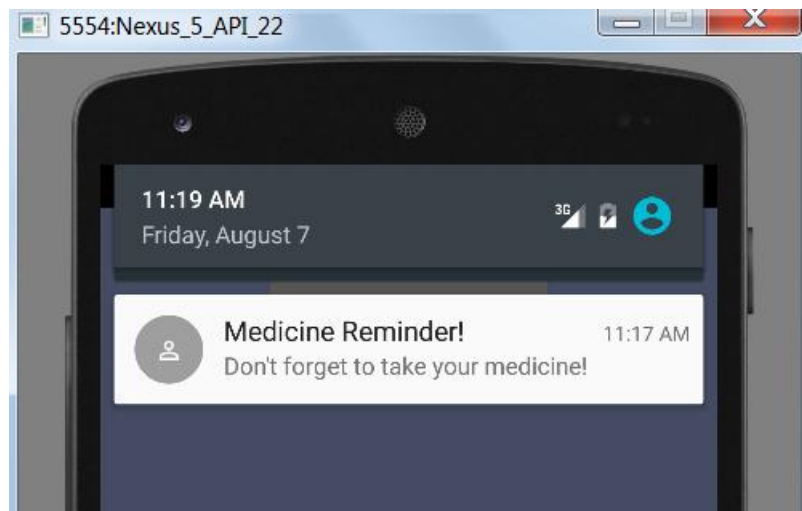 5554:Nexus_5_API_22
11:19 AM
3G
Friday, August 7
Medicine Reminder! 11:17 AM
Don't forget to take your medicine!